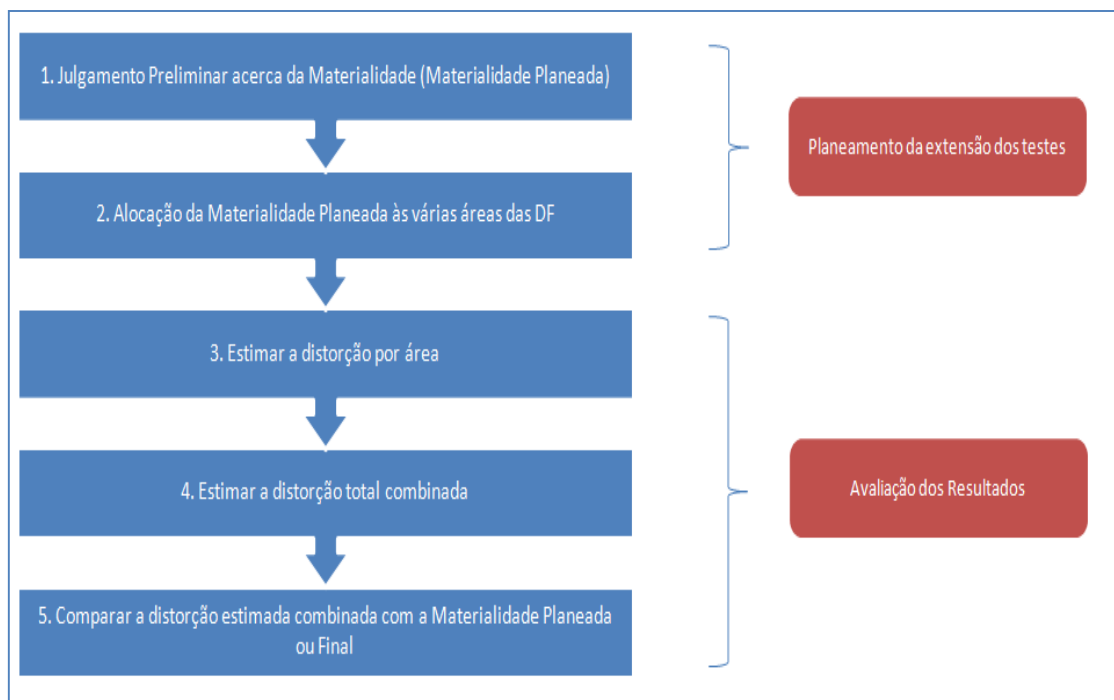 1. Julgamento Preliminar acerca da Materialidade (Materialidade Planeada)
2. Alocação da Materialidade Planeada às várias áreas das DF
Planeamento da extensão dos testes
3. Estimar a distorção por área
4. Estimar a distorção total combinada
5. Comparar a distorção estimada combinada com a Materialidade Planeada
ou Final
Avaliação dos Resultados